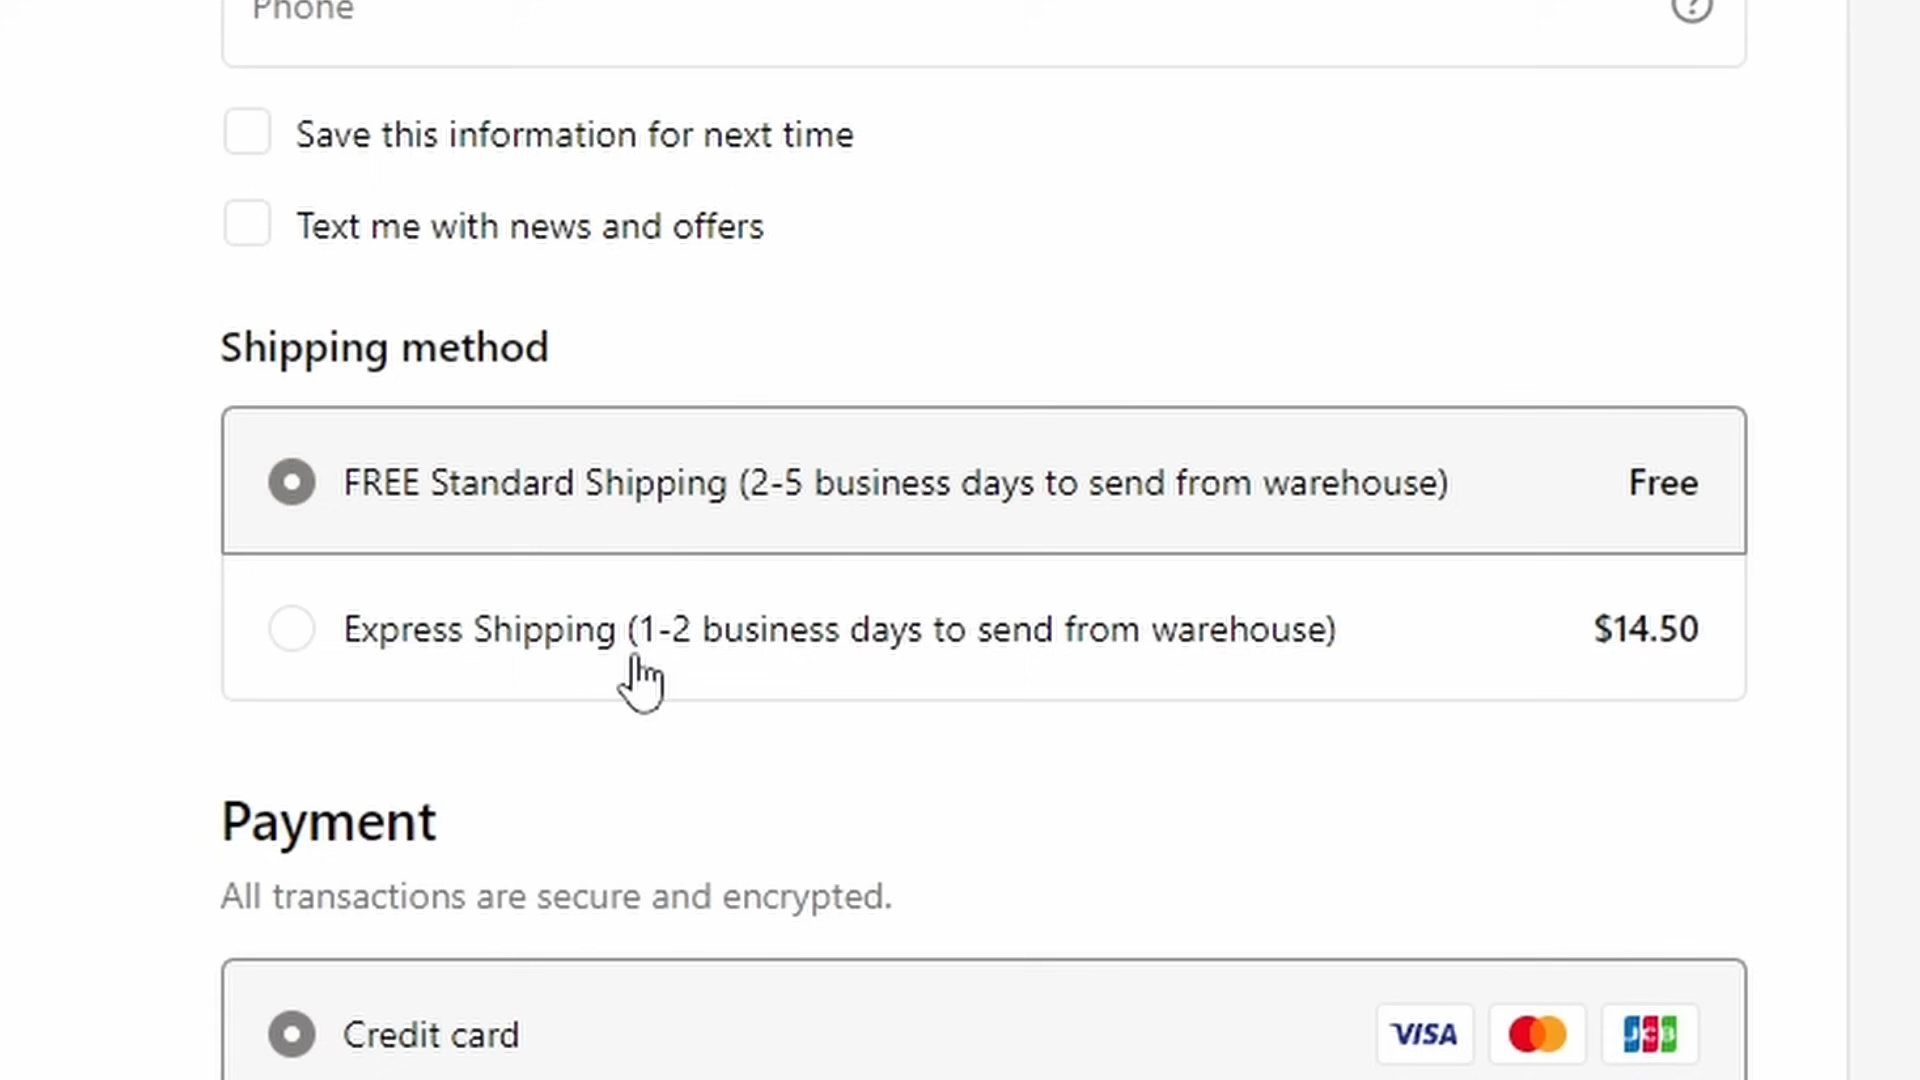 Phone
Save this information for next time
Text me with news and offers
Shipping method
FREE Standard Shipping (2-5 business days to send from warehouse) Free
Express Shipping (1-2 business days to send from warehouse) $14.50
Payment
All transactions are secure and encrypted.
Credit card VISA JCB